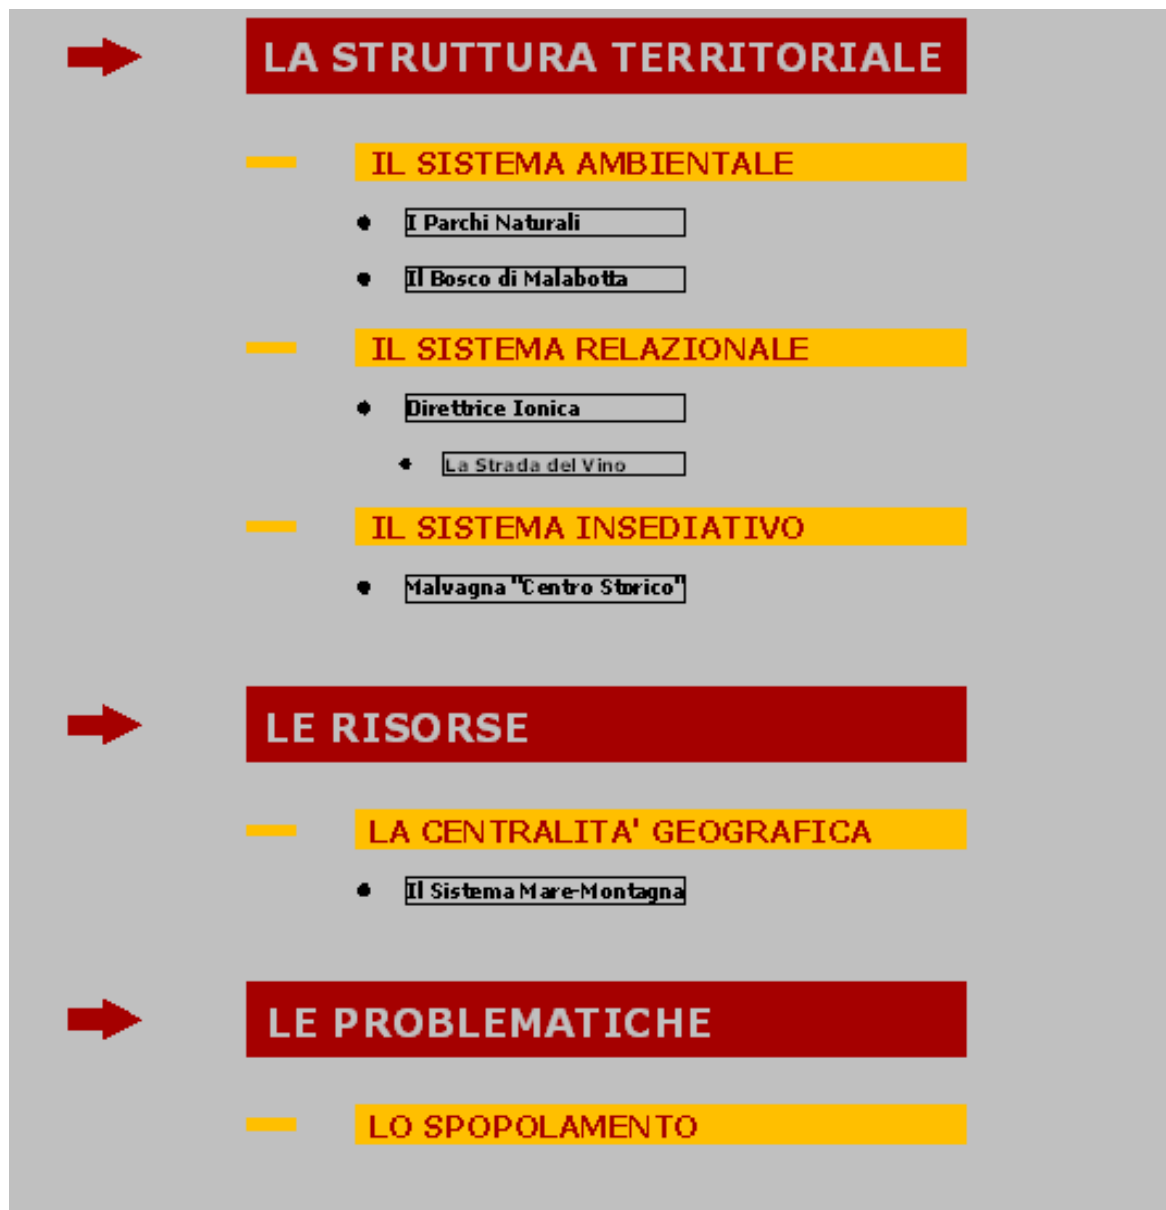 LA STRUTTURA TERRITORIALE
IL SISTEMA AMBIENTALE
I Parchi Naturali
Il Bosco di Malabotta
IL SISTEMA RELAZIONALE
Direttrice Ionica
La Strada del Vino
IL SISTEMA INSEDIATIVO
Malvagna "Centro Storico"
LE RISORSE
LA CENTRALITA' GEOGRAFICA
Il Sistema Mare-Montagna
LE PROBLEMATICHE
LO SPOPOLAMENTO